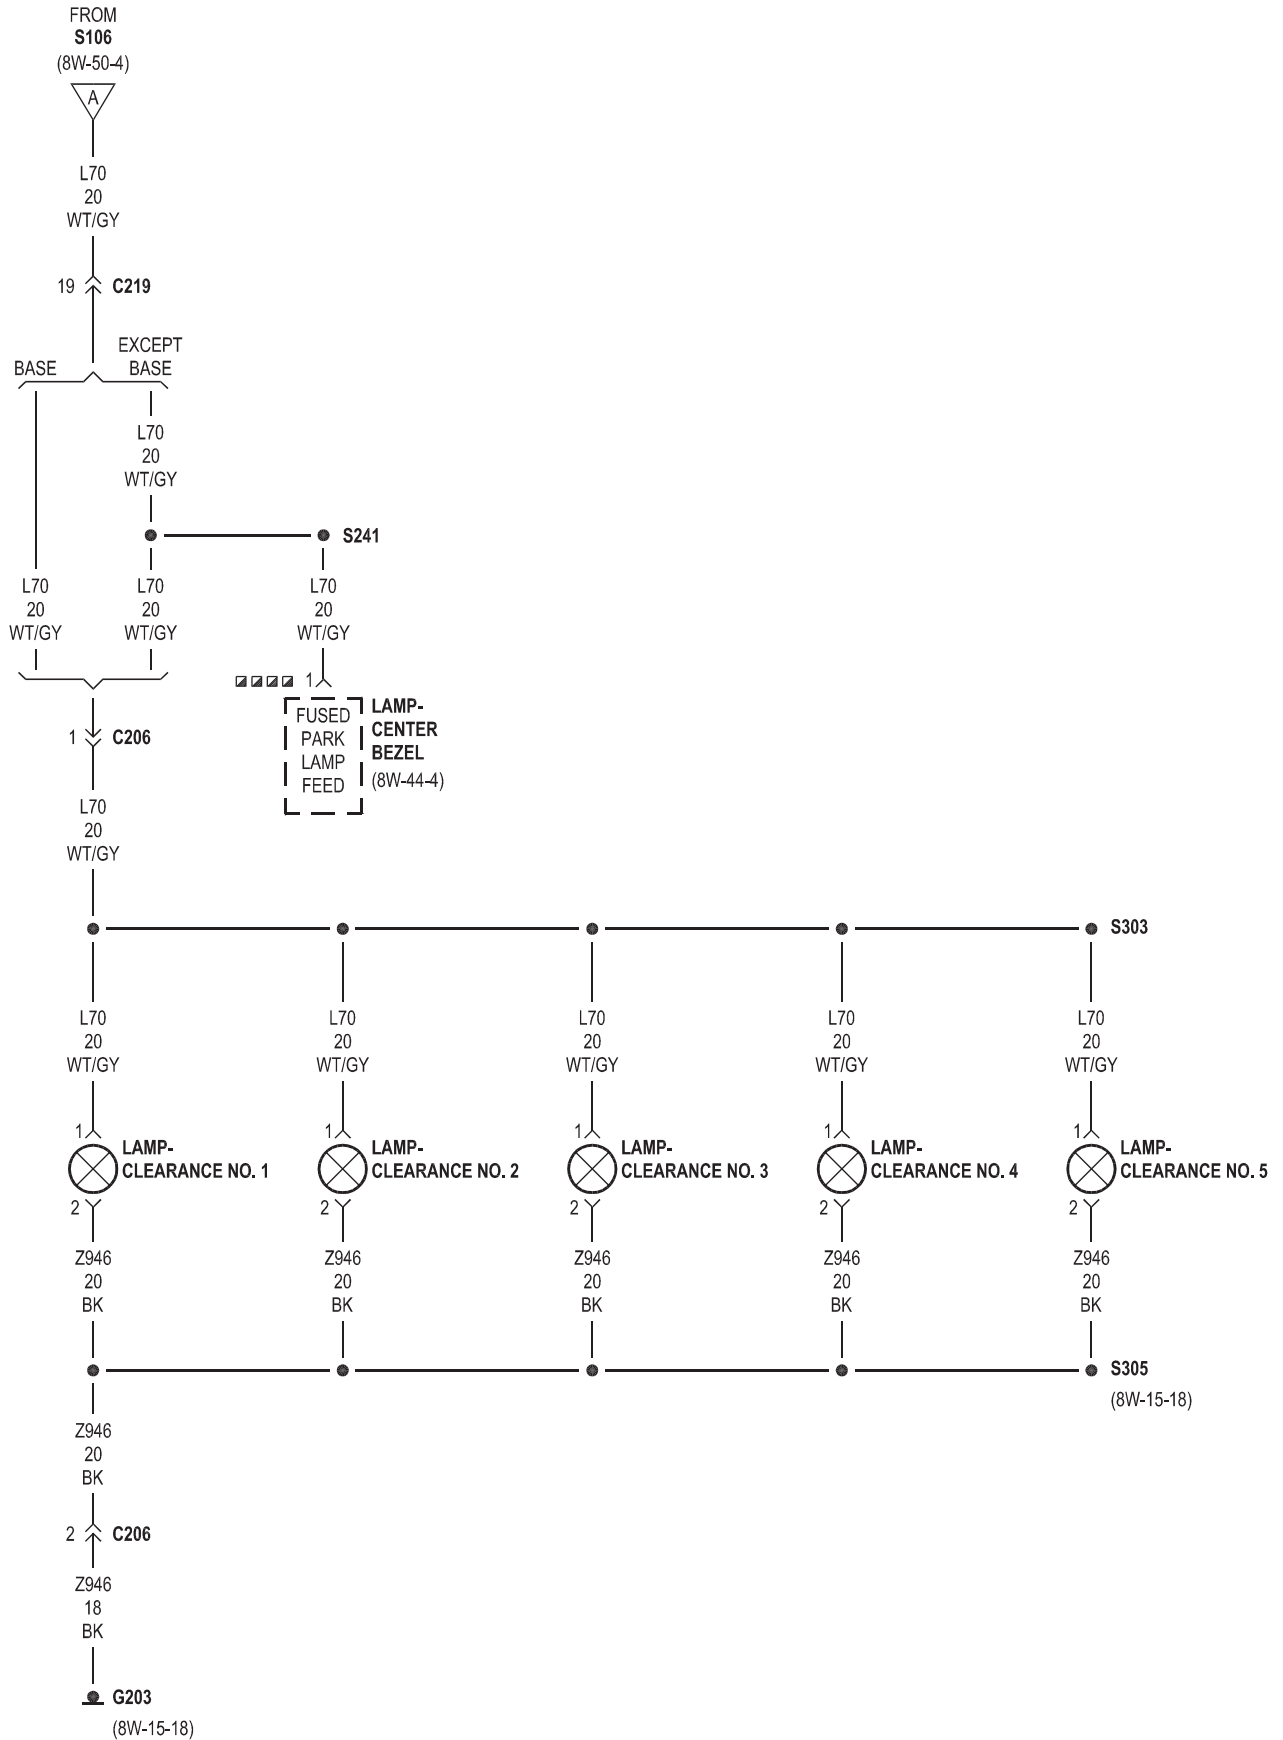 FROM
S106
(8W-50-4)
A
L70
20
WT/GY
19 C219
BASE
EXCEPT
BASE
L70
20
WT/GY
S241
L70
20
WT/GY
L70
20
WT/GY
L70
20
WT/GY
1
FUSED
PARK
LAMP
FEED
LAMP-
CENTER
BEZEL
(8W-44-4)
1 C206
L70
20
WT/GY
S303
L70
20
WT/GY
L70
20
WT/GY
L70
20
WT/GY
L70
20
WT/GY
L70
20
WT/GY
1
LAMP-
CLEARANCE NO. 1
2
1
LAMP-
CLEARANCE NO. 2
2
1
LAMP-
CLEARANCE NO. 3
2
1
LAMP-
CLEARANCE NO. 4
2
1
LAMP-
CLEARANCE NO. 5
2
Z946
20
BK
Z946
20
BK
Z946
20
BK
Z946
20
BK
Z946
20
BK
S305
(8W-15-18)
Z946
20
BK
2 C206
Z946
18
BK
G203
(8W-15-18)